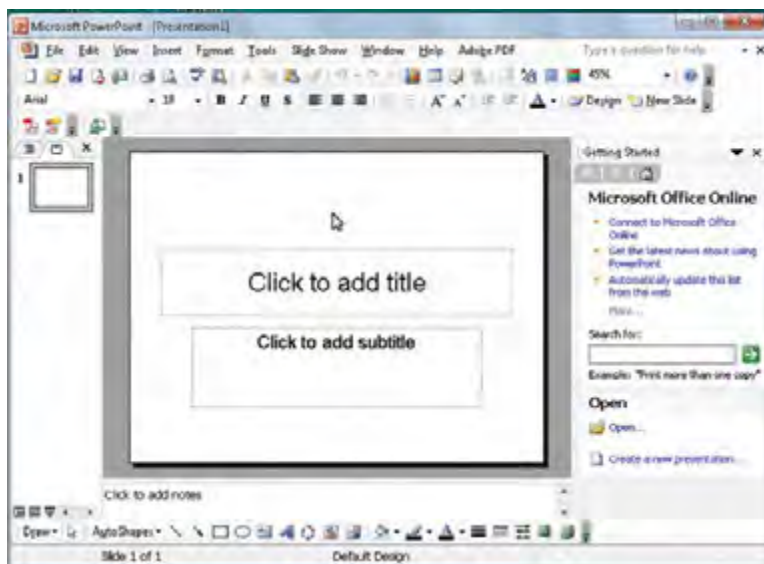 Microsoft PowerPoint - [Presentation1]
File Edit View Insert Format Tools Slide Show Window Help Adobe PDF Type a question for help
45%
Arial 18 B I U S A A A Design New Slide
Getting Started
1
Microsoft Office Online
Connect to Microsoft Office Online
Get the latest news about using PowerPoint
Automatically update this list from the web
More...
Click to add title
Click to add subtitle
Search for:
Example: "Print more than one copy"
Open
Open...
Create a new presentation...
Click to add notes
Draw AutoShapes A
Slide 1 of 1 Default Design